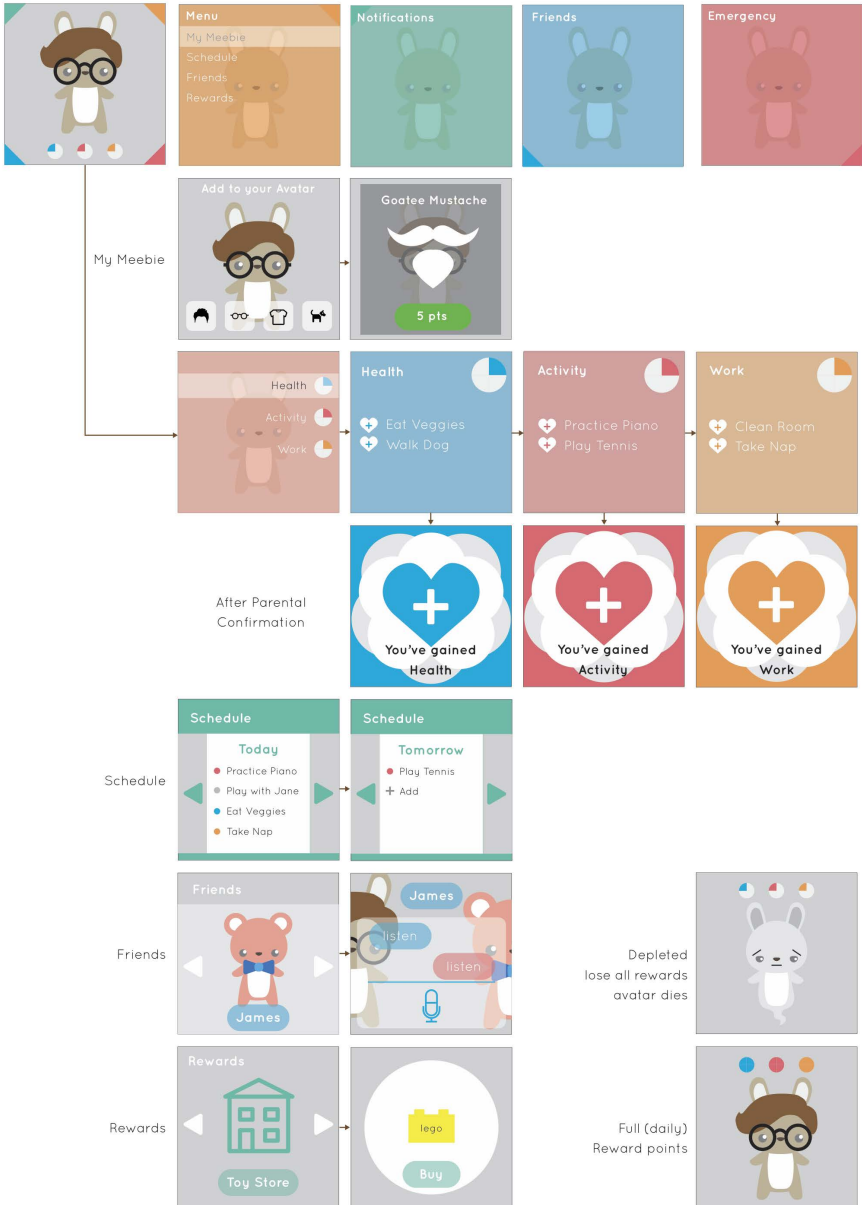 Menu
My Meebie
Schedule
Friends
Rewards
Notifications
Friends
Emergency
My Meebie
Add to your Avatar
Goatee Mustache
5 pts
Health
Activity
Work
Health
Eat Veggies
Walk Dog
Activity
Practice Piano
Play Tennis
Work
Clean Room
Take Nap
After Parental
Confirmation
You've gained
Health
You've gained
Activity
You've gained
Work
Schedule
Schedule
Today
Practice Piano
Play with Jane
Eat Veggies
Take Nap
Schedule
Tomorrow
Play Tennis
+ Add
Friends
Friends
James
James
listen
listen
Depleted
lose all rewards
avatar dies
Rewards
Rewards
Toy Store
lego
Buy
Full (daily)
Reward points